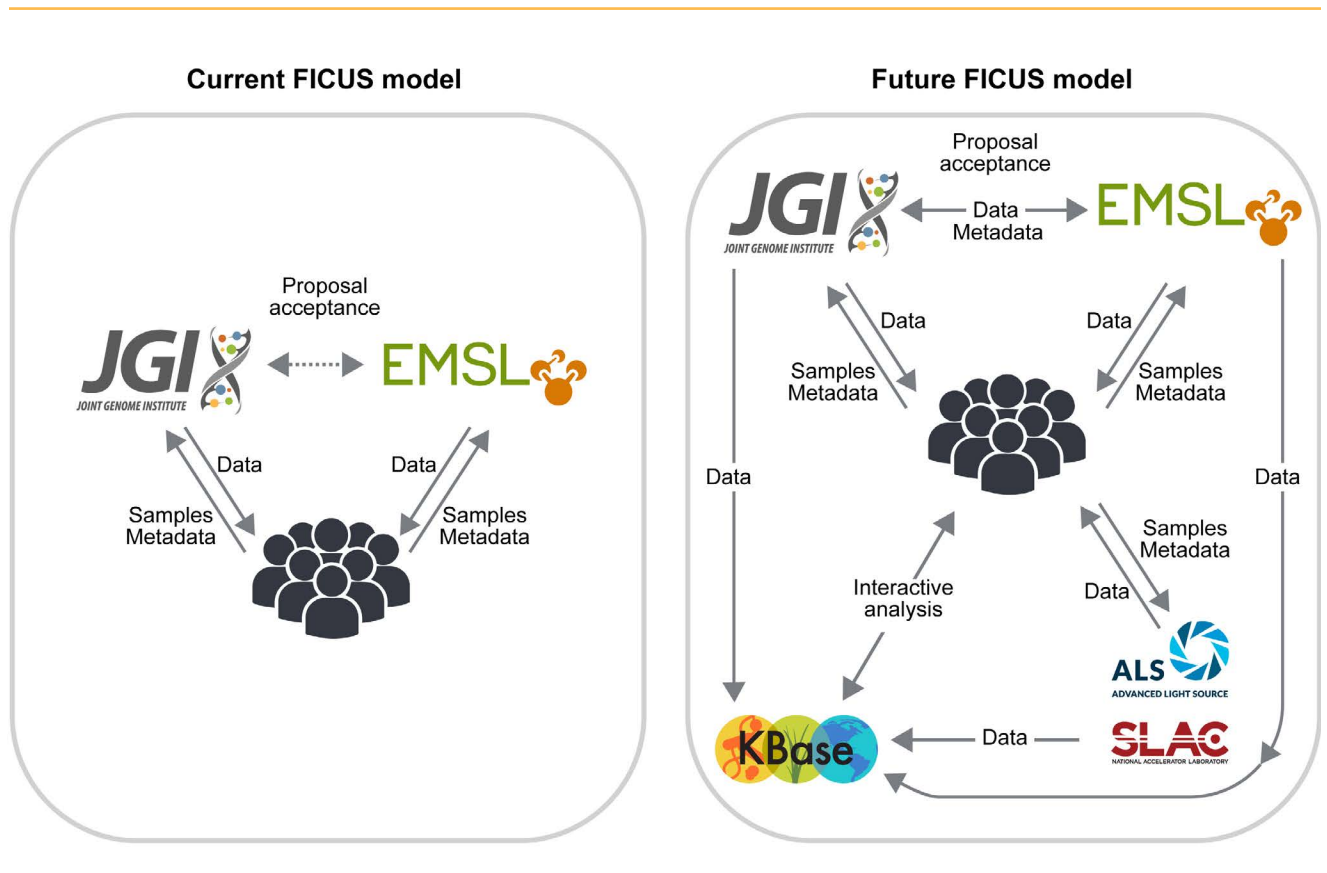 Current FICUS model
Proposal
acceptance
JGI
JOINT GENOME INSTITUTE
EMSL
Data
Data
Samples
Metadata
Samples
Metadata
Future FICUS model
Proposal
acceptance
JGI
JOINT GENOME INSTITUTE
Data
Metadata
EMSL
Data
Data
Samples
Metadata
Samples
Metadata
Data
Data
Samples
Metadata
Interactive
analysis
Data
ALS
ADVANCED LIGHT SOURCE
KBase
Data
SLAC
NATIONAL ACCELERATOR LABORATORY